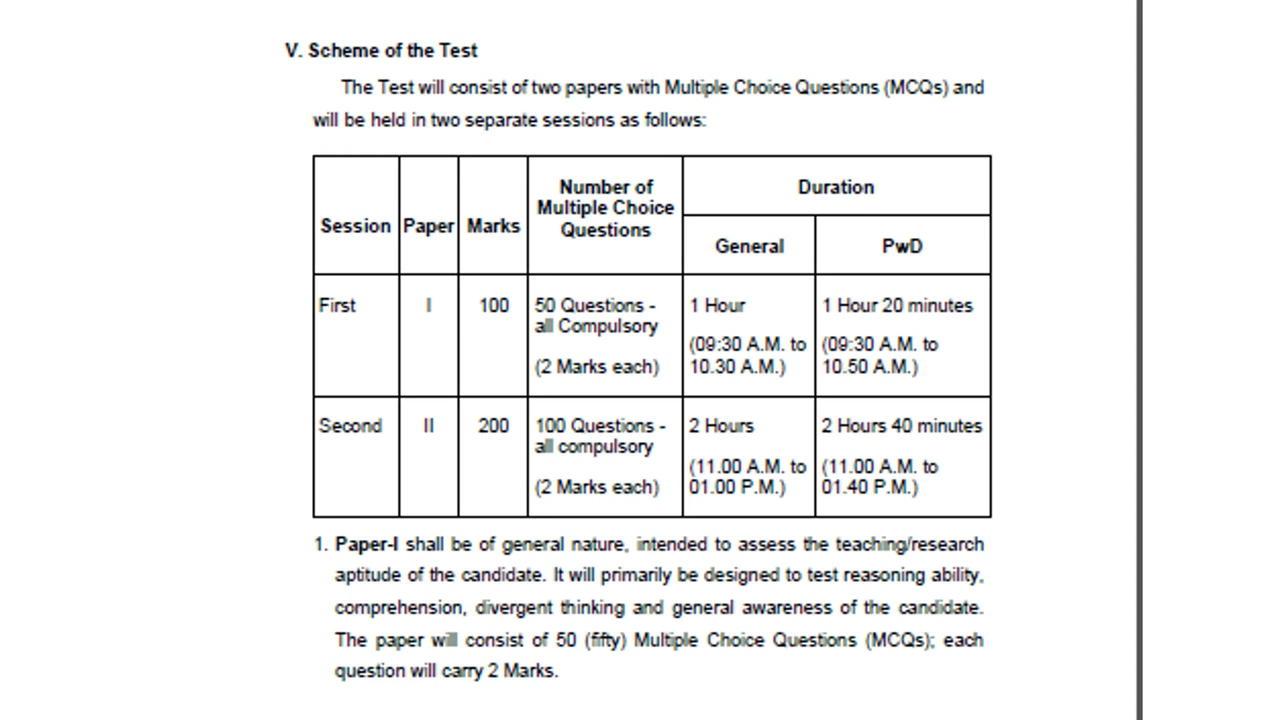 V. Scheme of the Test
The Test will consist of two papers with Multiple Choice Questions (MCQs) and
will be held in two separate sessions as follows:
Session Paper Marks Number of Multiple Choice Questions Duration
General PwD
First I 100 50 Questions - 1 Hour 1 Hour 20 minutes
all Compulsory
(09:30 A.M. to (09:30 A.M. to
(2 Marks each) 10.30 A.M.) 10.50 A.M.)
Second II 200 100 Questions - 2 Hours 2 Hours 40 minutes
all compulsory
(11.00 A.M. to (11.00 A.M. to
(2 Marks each) 01.00 P.M.) 01.40 P.M.)
1. Paper-I shall be of general nature, intended to assess the teaching/research
aptitude of the candidate. It will primarily be designed to test reasoning ability,
comprehension, divergent thinking and general awareness of the candidate.
The paper will consist of 50 (fifty) Multiple Choice Questions (MCQs); each
question will carry 2 Marks.